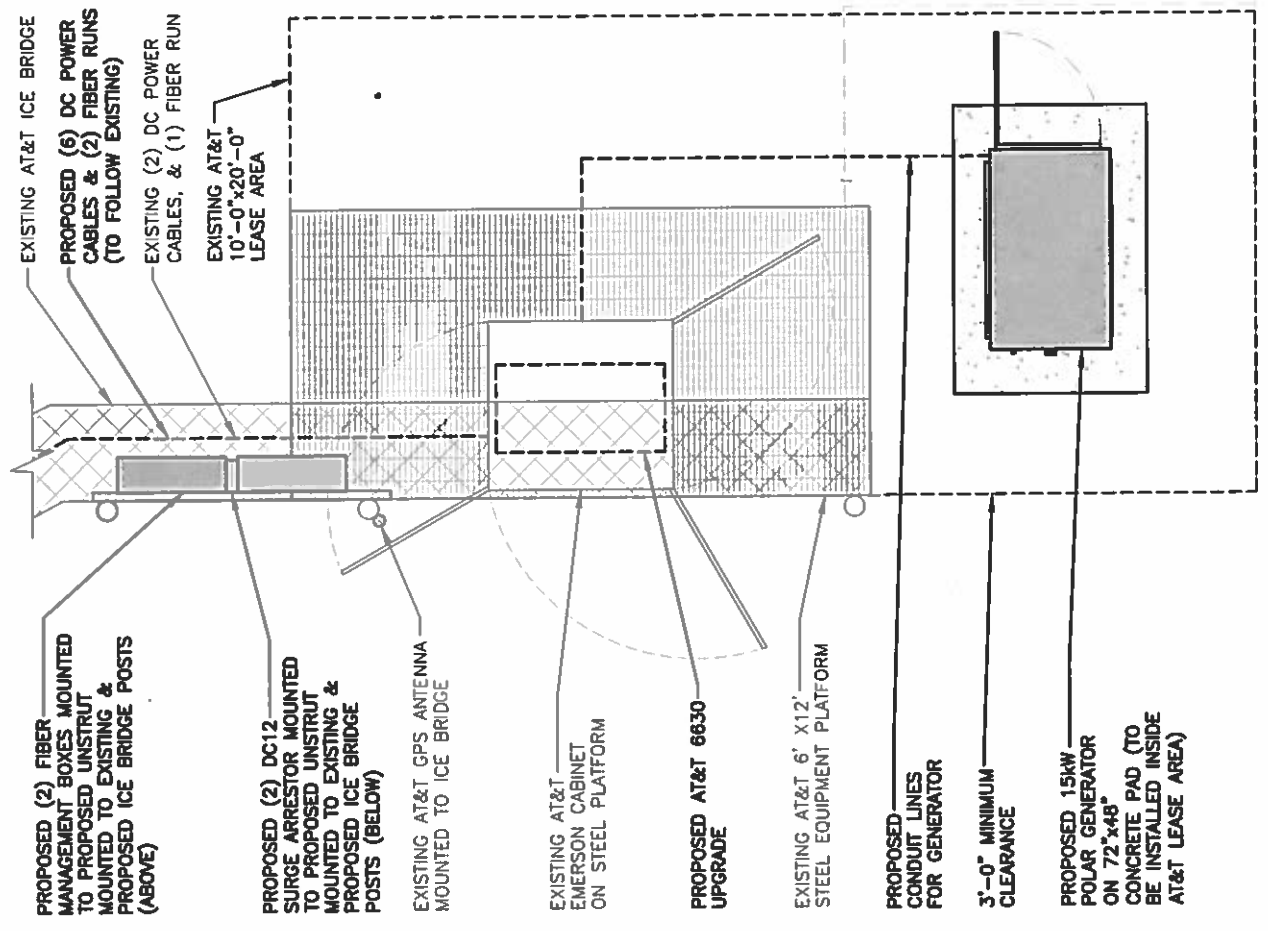 EXISTING AT&T ICE BRIDGE
PROPOSED (6) DC POWER
CABLES & (2) FIBER RUNS
(TO FOLLOW EXISTING)
EXISTING (2) DC POWER
CABLES, & (1) FIBER RUN
EXISTING AT&T
10'-0"x20'-0"
LEASE AREA
PROPOSED (2) FIBER
MANAGEMENT BOXES MOUNTED
TO PROPOSED UNSTRUT
MOUNTED TO EXISTING &
PROPOSED ICE BRIDGE POSTS
(ABOVE)
PROPOSED (2) DC12
SURGE ARRESTOR MOUNTED
TO PROPOSED UNSTRUT
MOUNTED TO EXISTING &
PROPOSED ICE BRIDGE
POSTS (BELOW)
EXISTING AT&T GPS ANTENNA
MOUNTED TO ICE BRIDGE
EXISTING AT&T
EMERSON CABINET
ON STEEL PLATFORM
PROPOSED AT&T 6630
UPGRADE
EXISTING AT&T 6' X12'
STEEL EQUIPMENT PLATFORM
PROPOSED
CONDUIT LINES
FOR GENERATOR
3'-0" MINIMUM
CLEARANCE
PROPOSED 15kW
POLAR GENERATOR
ON 72"x48"
CONCRETE PAD (TO
BE INSTALLED INSIDE
AT&T LEASE AREA)